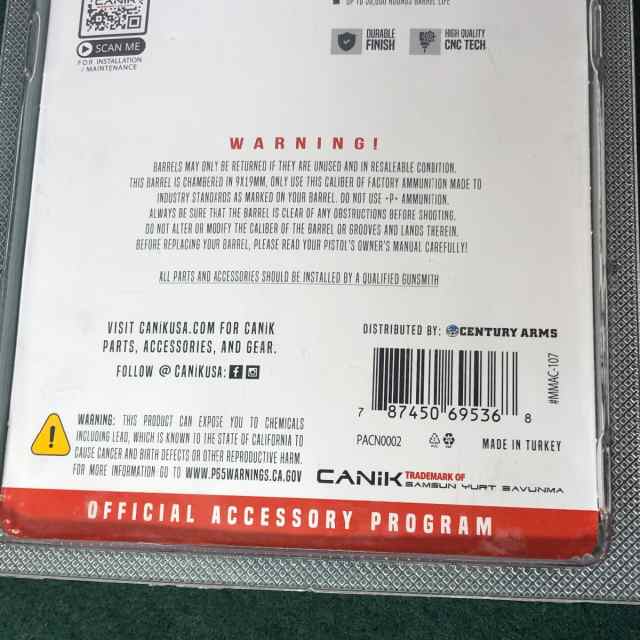 CANIK
SCAN ME
FOR INSTALLATION
/ MAINTENANCE
UP TO 50,000 ROUNDS BARREL LIFE
DURABLE
FINISH
HIGH QUALITY
CNC TECH
WARNING!
BARRELS MAY ONLY BE RETURNED IF THEY ARE UNUSED AND IN RESALEABLE CONDITION.
THIS BARREL IS CHAMBERED IN 9X19MM, ONLY USE THIS CALIBER OF FACTORY AMMUNITION MADE TO
INDUSTRY STANDARDS AS MARKED ON YOUR BARREL. DO NOT USE +P+ AMMUNITION.
ALWAYS BE SURE THAT THE BARREL IS CLEAR OF ANY OBSTRUCTIONS BEFORE SHOOTING.
DO NOT ALTER OR MODIFY THE CALIBER OF THE BARREL OR GROOVES AND LANDS THEREIN.
BEFORE REPLACING YOUR BARREL, PLEASE READ YOUR PISTOL'S OWNER'S MANUAL CAREFULLY!
ALL PARTS AND ACCESSORIES SHOULD BE INSTALLED BY A QUALIFIED GUNSMITH
VISIT CANIKUSA.COM FOR CANIK
PARTS, ACCESSORIES, AND GEAR.
FOLLOW @CANIKUSA:
DISTRIBUTED BY: CENTURY ARMS
7 87450 69536 8
#MMAC-107
PACN0002
MADE IN TURKEY
WARNING: THIS PRODUCT CAN EXPOSE YOU TO CHEMICALS
INCLUDING LEAD, WHICH IS KNOWN TO THE STATE OF CALIFORNIA TO
CAUSE CANCER AND BIRTH DEFECTS OR OTHER REPRODUCTIVE HARM.
FOR MORE INFORMATION GO TO WWW.P65WARNINGS.CA.GOV
CANIK TRADEMARK OF
SAMSUN YURT SAVUNMA
OFFICIAL ACCESSORY PROGRAM